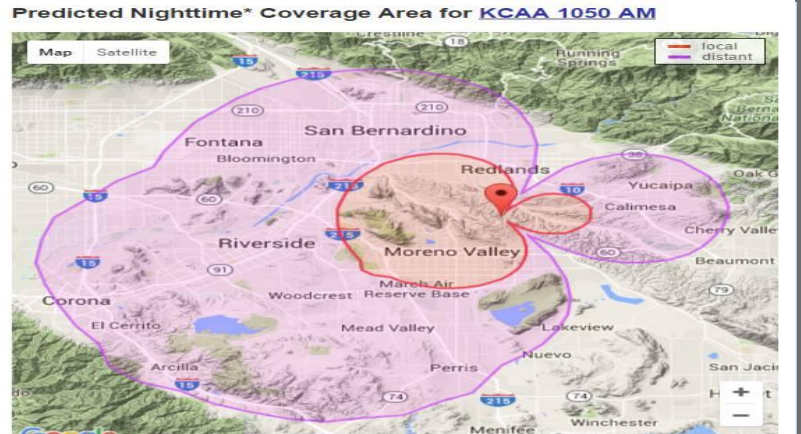 Predicted Nighttime* Coverage Area for KCAA 1050 AM
Map Satellite
local
distant
18
Running
Springs
15
215
210
210
San Bernardino
Fontana
Bloomington
Redlands
38
Oak G
60
15
60
215
10
Yucaipa
Calimesa
Cherry Valle
Riverside
215
Moreno Valley
60
Beaumont
15
91
March Air
Reserve Base
79
Woodcrest
Corona
El Cerrito
Mead Valley
Lakeview
Nuevo
Arcilla
Perris
San Jaci
15
74
215
74
Winchester
Menifee
+
−